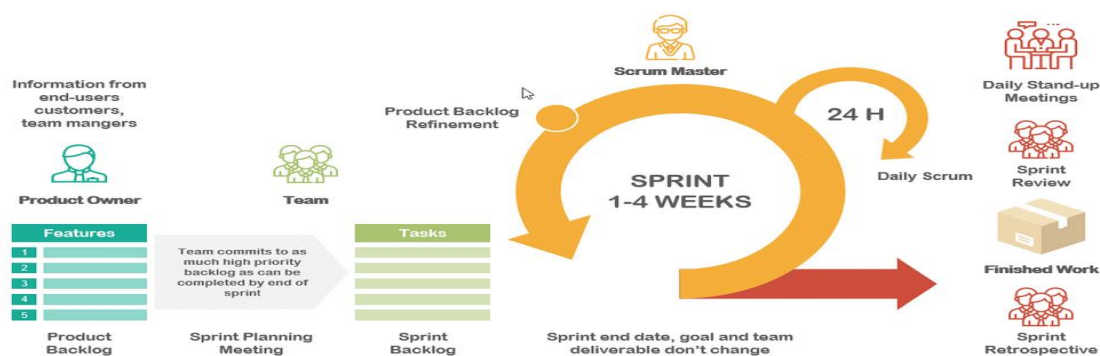 Information from
end-users
customers,
team mangers
Product Owner
Features
1
2
3
4
5
Product
Backlog
Team commits to as
much high priority
backlog as can be
completed by end of
sprint
Sprint Planning
Meeting
Team
Tasks
Sprint
Backlog
Scrum Master
Product Backlog
Refinement
SPRINT
1-4 WEEKS
24 H
Daily Scrum
Sprint end date, goal and team
deliverable don't change
Daily Stand-up
Meetings
Sprint
Review
Finished Work
Sprint
Retrospective